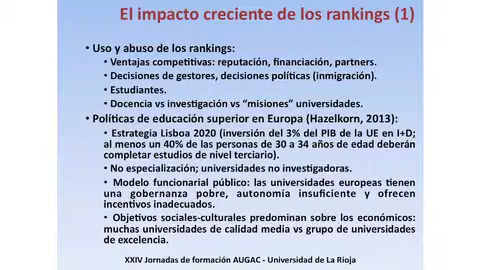 El impacto creciente de los rankings (1)
• Uso y abuso de los rankings:
• Ventajas competitivas: reputación, financiación, partners.
• Decisiones de gestores, decisiones políticas (inmigración).
• Estudiantes.
• Docencia vs investigación vs “misiones” universidades.
• Políticas de educación superior en Europa (Hazelkorn, 2013):
• Estrategia Lisboa 2020 (inversión del 3% del PIB de la UE en I+D;
al menos un 40% de las personas de 30 a 34 años de edad deberán
completar estudios de nivel terciario).
• No especialización; universidades no investigadoras.
• Modelo funcionarial público: las universidades europeas tienen
una gobernanza pobre, autonomía insuficiente y ofrecen
incentivos inadecuados.
• Objetivos sociales-culturales predominan sobre los económicos:
muchas universidades de calidad media vs grupo de universidades
de excelencia.
XXIV Jornadas de formación AUGAC - Universidad de La Rioja